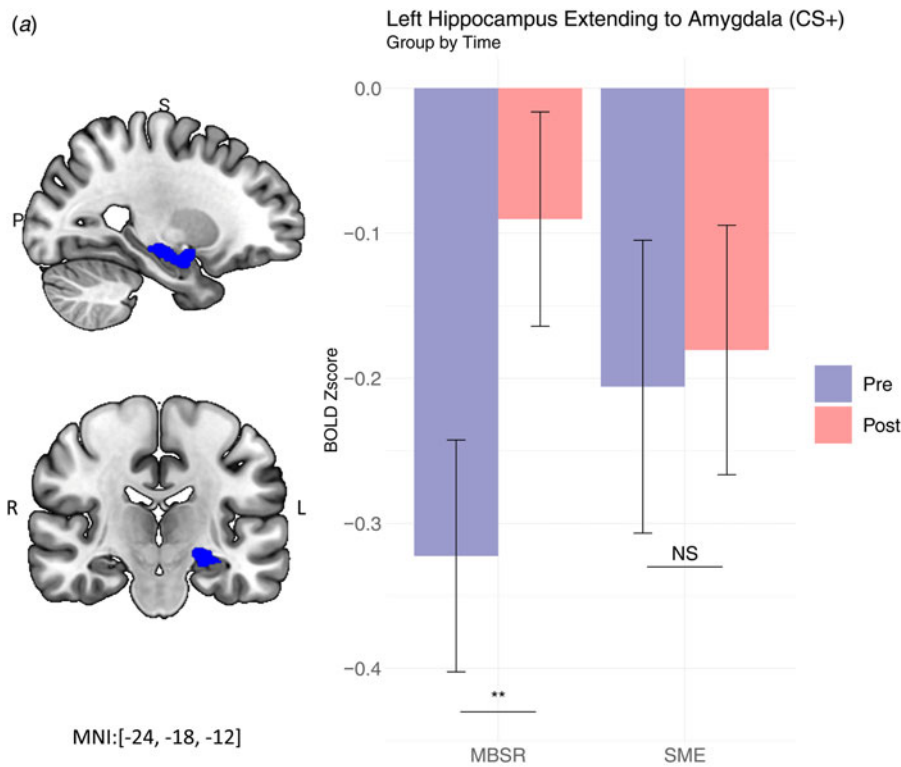 (a)
Left Hippocampus Extending to Amygdala (CS+)
Group by Time
S
P
R
L
MNI:[-24, -18, -12]
BOLD Zscore
0.0
−0.1
−0.2
−0.3
−0.4
**
NS
MBSR
SME
Pre
Post